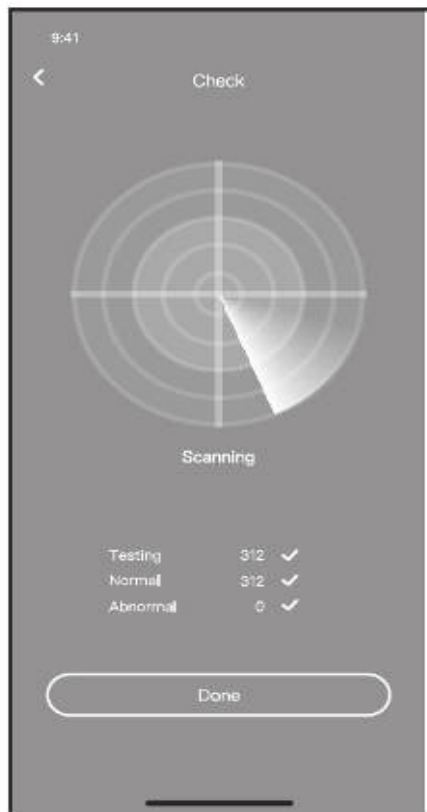 9:41
Check
Scanning
Testing 312
Normal 312
Abnormal 0
Done